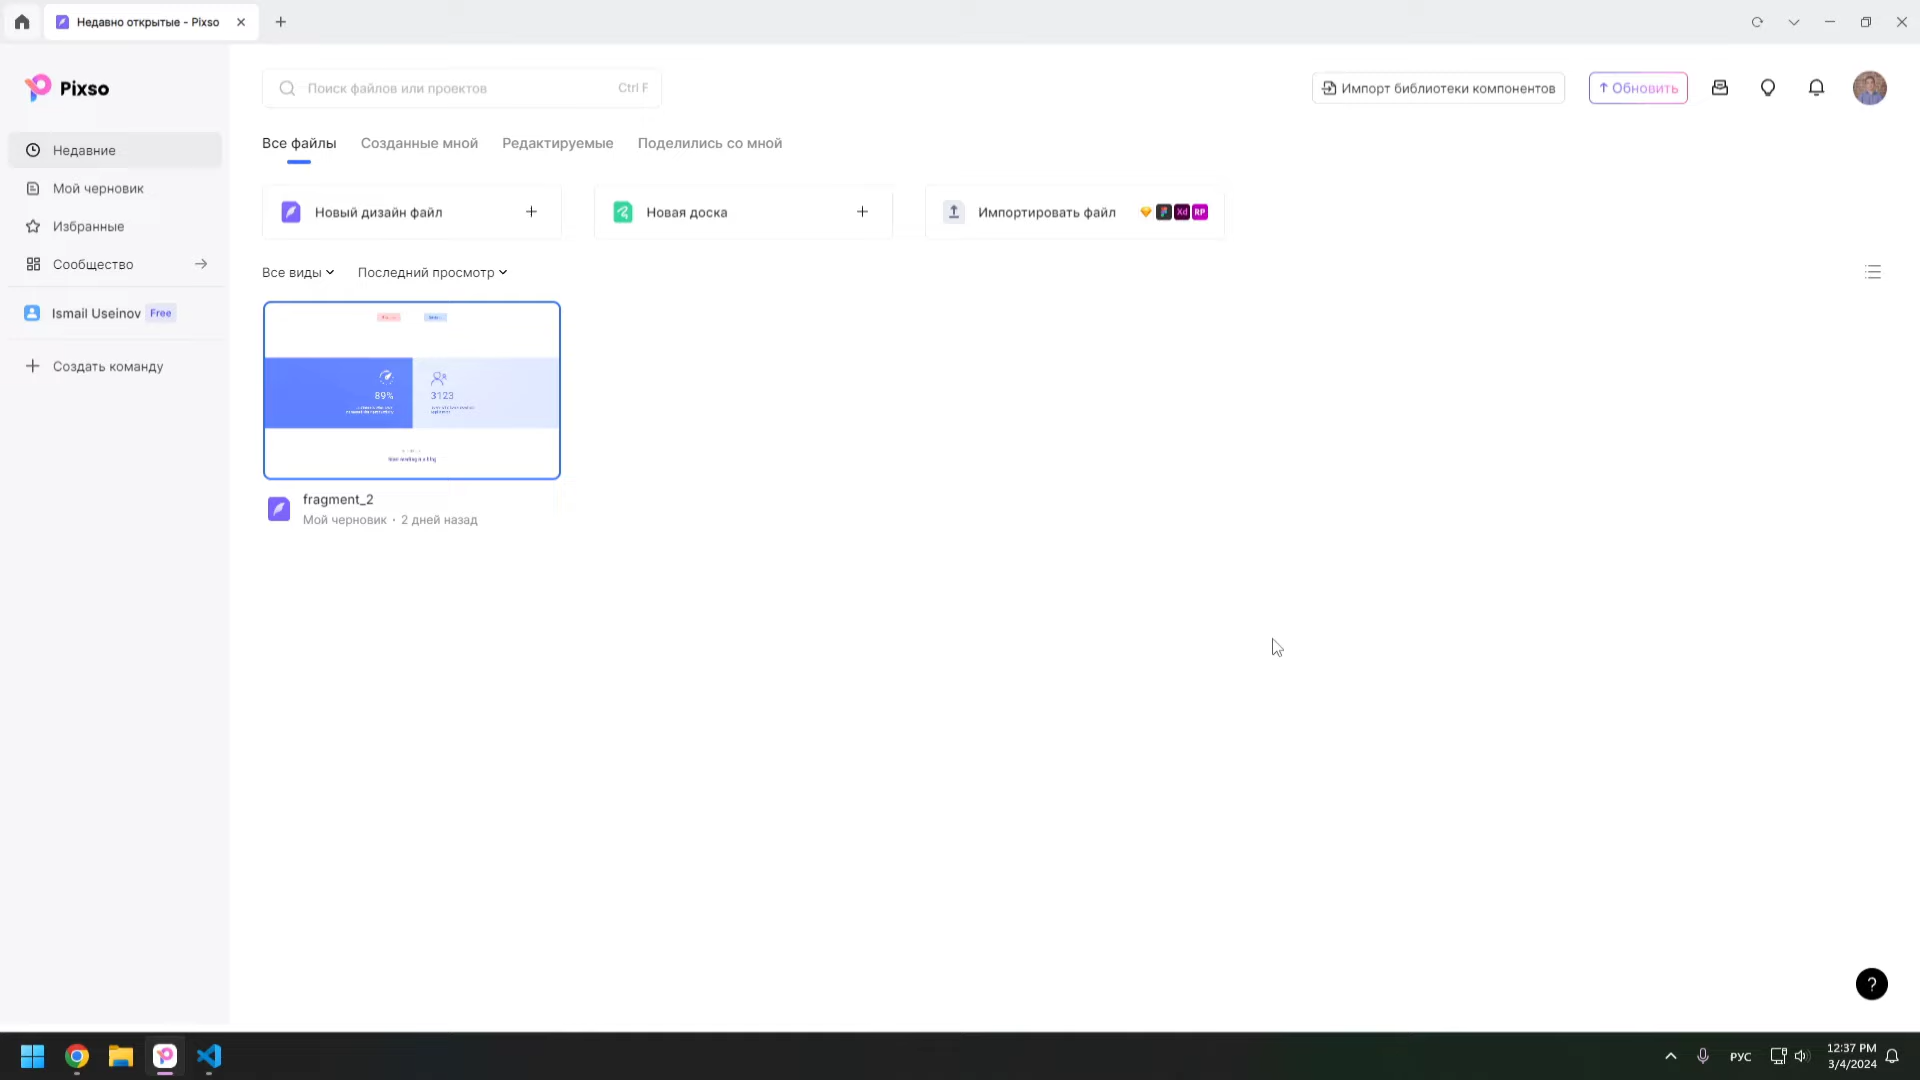 Недавно открытые - Pixso
Pixso
Поиск файлов или проектов
Ctrl F
Импорт библиотеки компонентов
Обновить
Недавние
Мой черновик
Избранные
Сообщество
Ismail Useinov
Free
Создать команду
Все файлы
Созданные мной
Редактируемые
Поделились со мной
Новый дизайн файл
Новая доска
Импортировать файл
Xd
RP
Все виды
Последний просмотр
89%
3123
fragment_2
Мой черновик · 2 дней назад
?
РУС
12:37 PM
3/4/2024